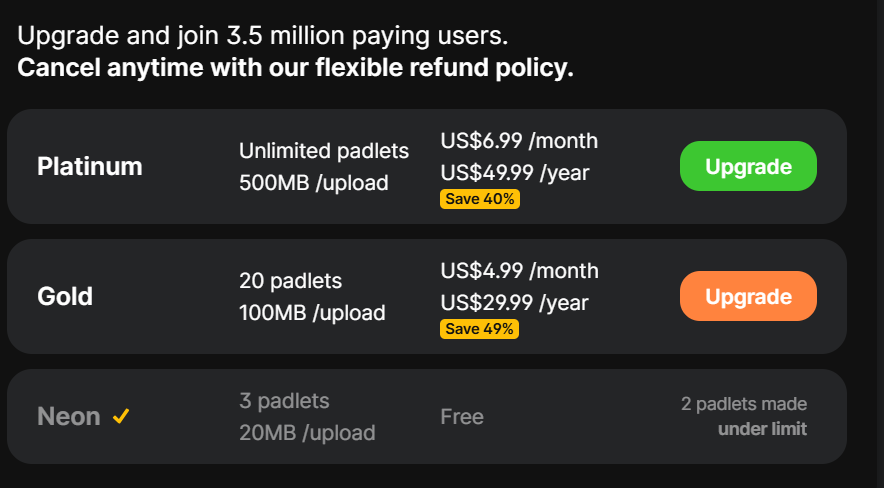 Upgrade and join 3.5 million paying users.
Cancel anytime with our flexible refund policy.
Platinum
Unlimited padlets
500MB /upload
US$6.99 /month
US$49.99 /year
Save 40%
Upgrade
Gold
20 padlets
100MB /upload
US$4.99 /month
US$29.99 /year
Save 49%
Upgrade
Neon
3 padlets
20MB /upload
Free
2 padlets made
under limit